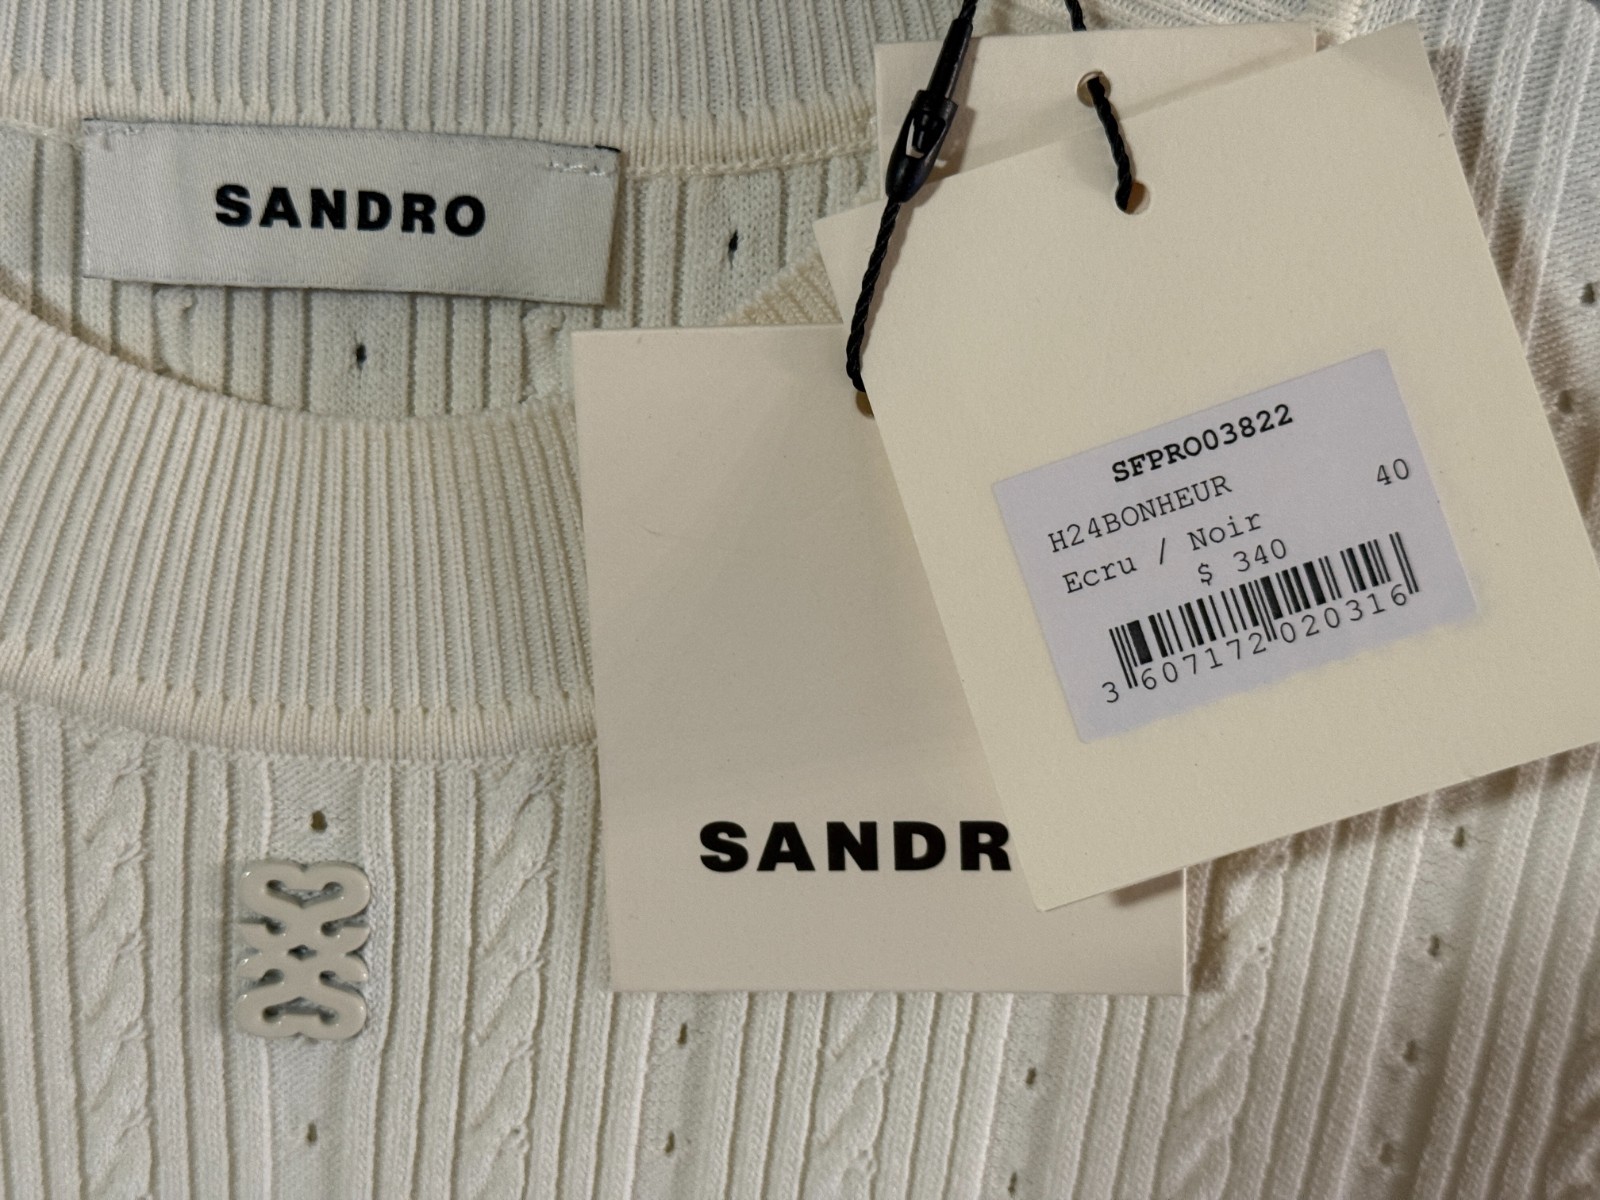 SANDRO
SFPRO03822
H24BONHEUR 40
Ecru / Noir
$ 340
3 607172 020316
SANDR